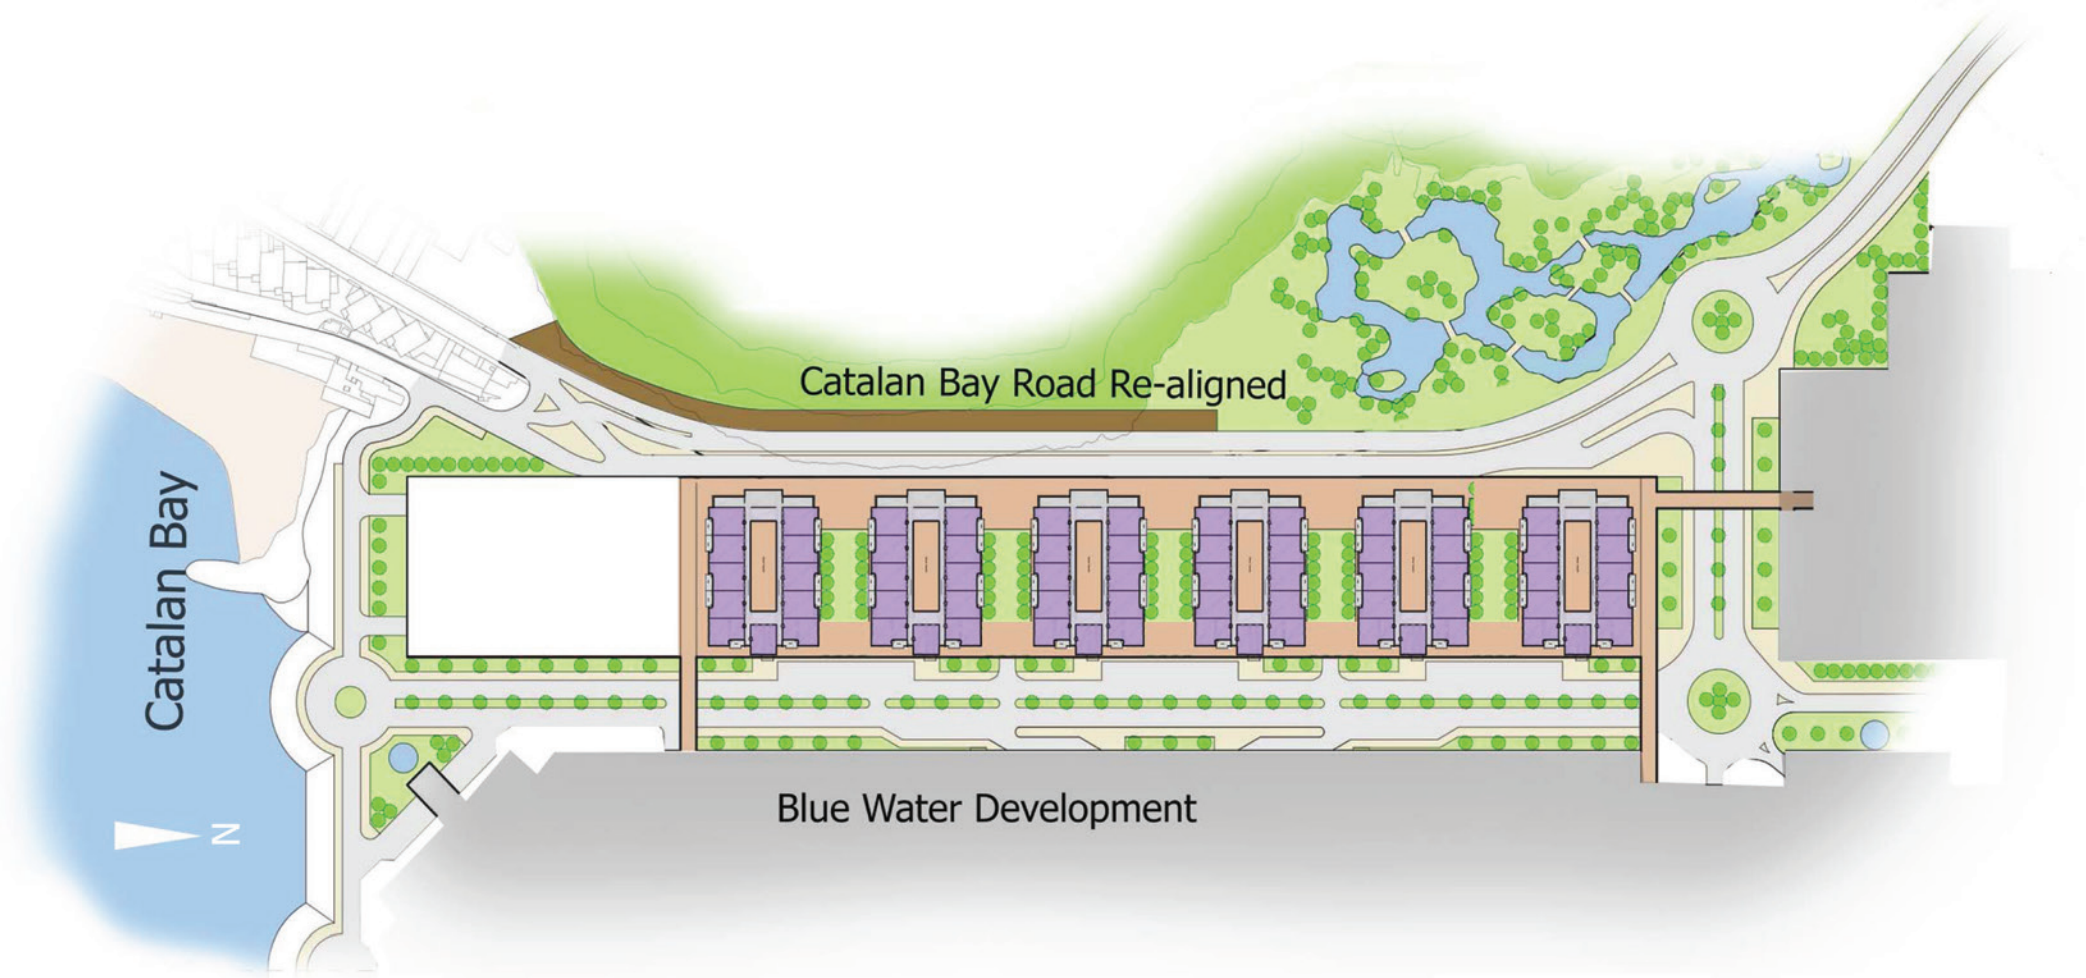 Catalan Bay Road Re-aligned
Catalan Bay
Blue Water Development
N